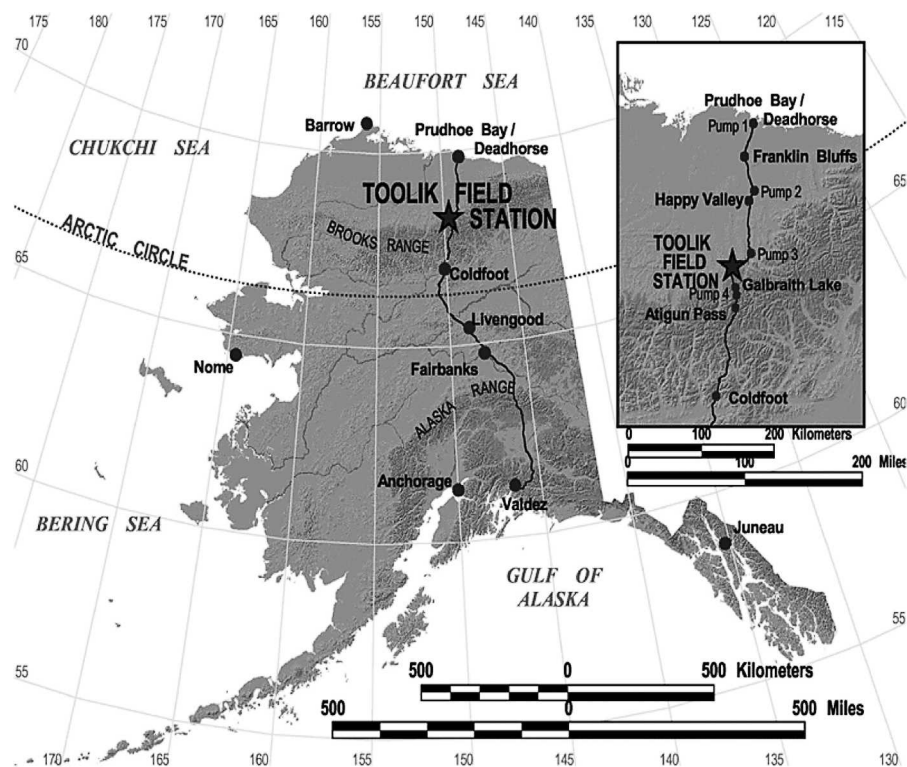 175
180
175
170
165
160
155
150
145
140
135
130
125
120
115
70
BEAUFORT SEA
Barrow
Prudhoe Bay /
Deadhorse
CHUKCHI SEA
TOOLIK FIELD
STATION
BROOKS RANGE
ARCTIC CIRCLE
65
Coldfoot
Livengood
Nome
Fairbanks
ALASKA RANGE
60
Anchorage
Valdez
BERING SEA
Juneau
GULF OF
ALASKA
55
Prudhoe Bay /
Pump 1
Deadhorse
Franklin Bluffs
Pump 2
Happy Valley
TOOLIK
FIELD
STATION
Pump 3
Galbraith Lake
Pump 4
Atigun Pass
Coldfoot
65
60
55
0 100 200 Kilometers
0 100 200 Miles
500 0 500 Kilometers
500 0 500 Miles
170
165
160
155
150
145
140
135
130